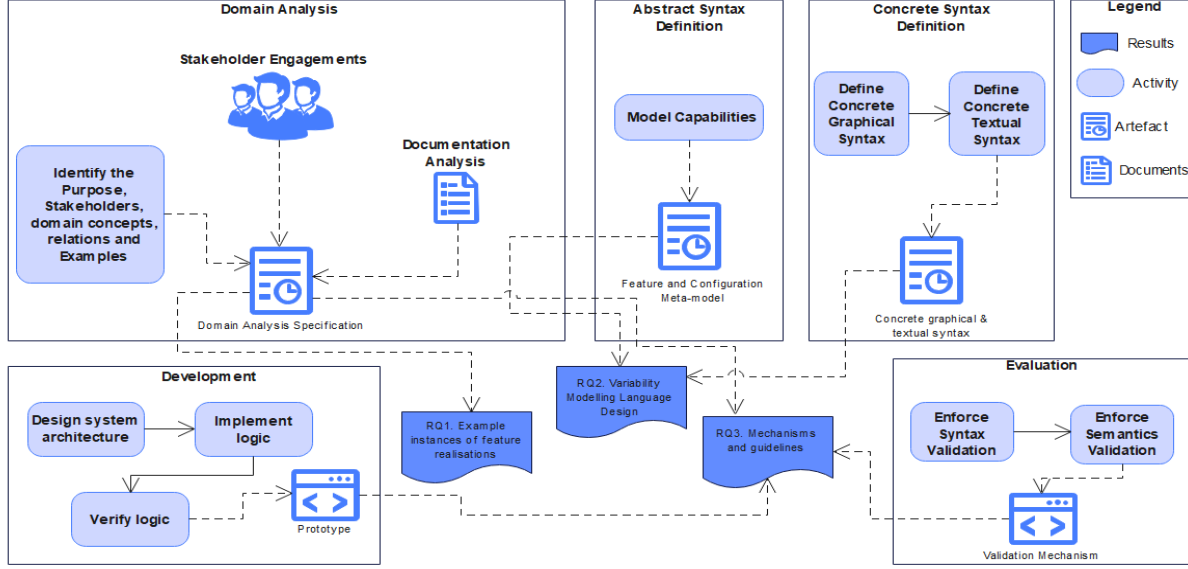 Domain Analysis
Stakeholder Engagements
Documentation
Analysis
Identify the
Purpose,
Stakeholders,
domain concepts,
relations and
Examples
Domain Analysis Specification
Abstract Syntax
Definition
Model Capabilities
Feature and Configuration
Meta-model
Concrete Syntax
Definition
Define
Concrete
Graphical
Syntax
Define
Concrete
Textual
Syntax
Concrete graphical &
textual syntax
Legend
Results
Activity
Artefact
Documents
Development
Design system
architecture
Implement
logic
Verify logic
Prototype
RQ1. Example
instances of feature
realisations
RQ2. Variability
Modelling Language
Design
RQ3. Mechanisms
and guidelines
Evaluation
Enforce
Syntax
Validation
Enforce
Semantics
Validation
Validation Mechanism